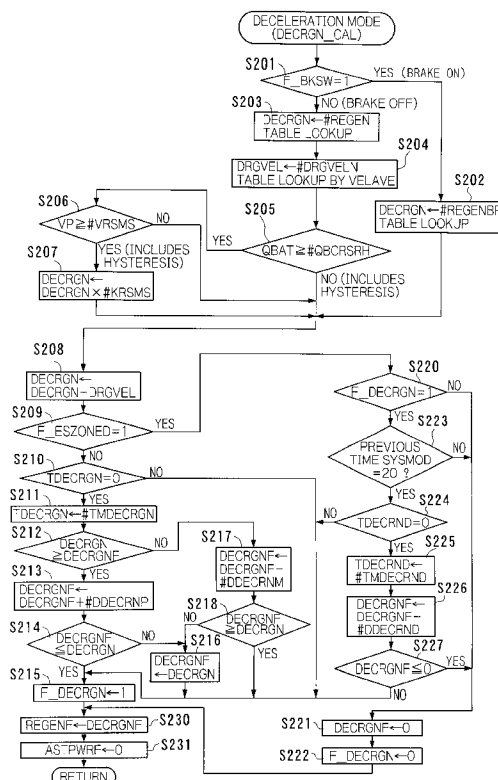 DECELERATION MODE
(DECRGN_CAL)
S201
F_BKSW=1
YES (BRAKE ON)
NO (BRAKE OFF)
S203
DECRGN←#REGEN
TABLE LOOKUP
S204
DRGVEL←#DRGVELN
TABLE LOOKUP BY VELAVE
S202
DECRGN←#REGENBR
TABLE LOOKUP
S205
QBAT≧#QBCRSRH
YES
NO (INCLUDES
HYSTERESIS)
S206
VP≧#VRSMS
NO
YES (INCLUDES
HYSTERESIS)
S207
DECRGN←
DECRGN×#KRSMS
S208
DECRGN←
DECRGN-DRGVEL
S209
F_ESZONED=1
YES
NO
S210
TDECRGN=0
NO
YES
S211
TDECRGN←#TMDECRGN
S212
DECRGN
≧DECRGNF
NO
YES
S213
DECRGNF←
DECRGNF+#DDECRNP
S214
DECRGNF
≦DECRGN
NO
YES
S215
F_DECRGN←1
S217
DECRGNF←
DECRGNF-
#DDECRNM
S218
DECRGNF
≧DECRGN
NO
YES
S216
DECRGNF
←DECRGN
S220
F_DECRGN=1
NO
YES
S223
PREVIOUS
TIME SYSMOD
=20 ?
NO
YES
S224
TDECRND=0
NO
YES
S225
TDECRND←
#TMDECRND
S226
DECRGNF←
DECRGNF-
#DDECRND
S227
DECRGNF≦0
YES
NO
S221
DECRGNF←0
S222
F_DECRGN←0
S230
REGENF←DECRGNF
S231
ASTPWRF←0
RETURN